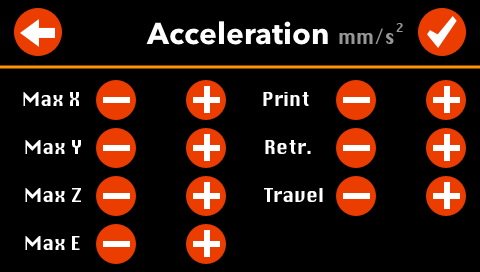 Acceleration mm/s²
Max X
Print
Max Y
Retr.
Max Z
Travel
Max E